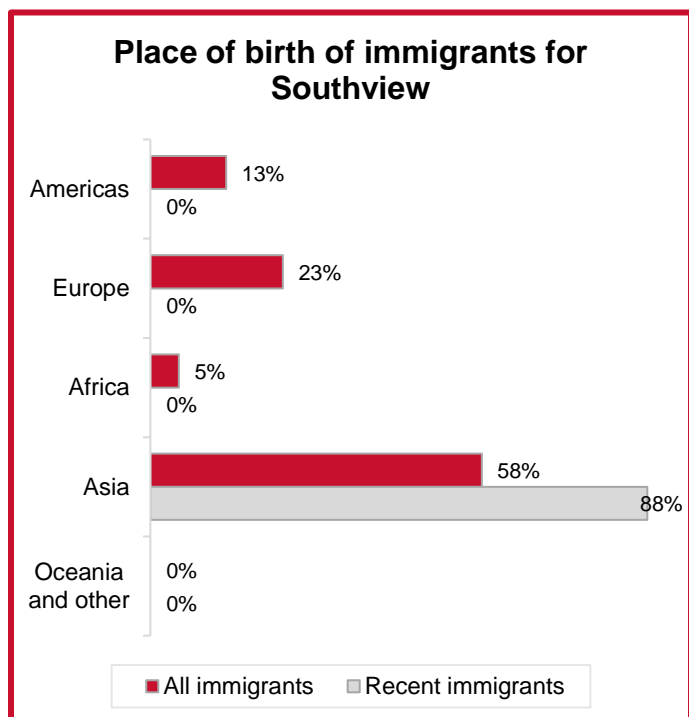 Place of birth of immigrants for
Southview
Americas
13%
0%
Europe
23%
0%
Africa
5%
0%
Asia
58%
88%
Oceania
and other
0%
0%
All immigrants
Recent immigrants